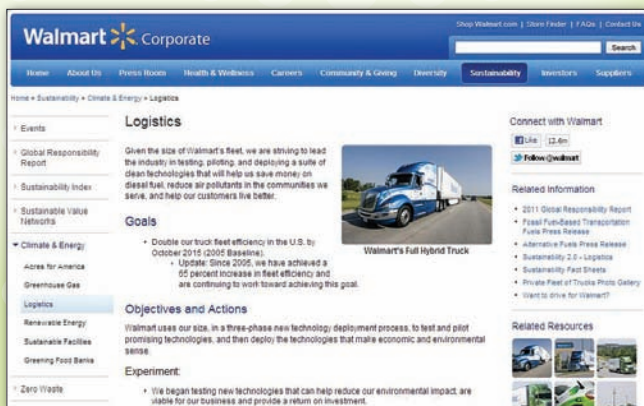 Shop Walmart.com | Store Finder | FAQs | Contact Us
Walmart Corporate
Search
Home About Us Press Room Health & Wellness Careers Community & Giving Diversity Sustainability Investors Suppliers
Home » Sustainability » Climate & Energy » Logistics
Events
Global Responsibility
Report
Sustainability Index
Sustainable Value
Networks
Climate & Energy
Acres for America
Greenhouse Gas
Logistics
Renewable Energy
Sustainable Facilities
Greening Food Banks
Zero Waste
Logistics
Given the size of Walmart's fleet, we are striving to lead
the industry in testing, piloting, and deploying a suite of
clean technologies that will help us save money on
diesel fuel, reduce air pollutants in the communities we
serve, and help our customers live better.
Walmart's Full Hybrid Truck
Goals
• Double our truck fleet efficiency in the U.S. by
October 2015 (2005 Baseline).
• Update: Since 2005, we have achieved a
65 percent increase in fleet efficiency and
are continuing to work toward achieving this goal.
Objectives and Actions
Walmart uses our size, in a three-phase new technology deployment process, to test and pilot
promising technologies, and then deploy the technologies that make economic and environmental
sense.
Experiment:
• We began testing new technologies that can help reduce our environmental impact, are
viable for our business and provide a return on investment.
Connect with Walmart
Like 13.4m
Follow @walmart
Related Information
• 2011 Global Responsibility Report
• Fossil Fuel-Based Transportation
Fuels Press Release
• Alternative Fuels Press Release
• Sustainability 2.0 - Logistics
• Sustainability Fact Sheets
• Private Fleet of Trucks Photo Gallery
• Want to drive for Walmart?
Related Resources